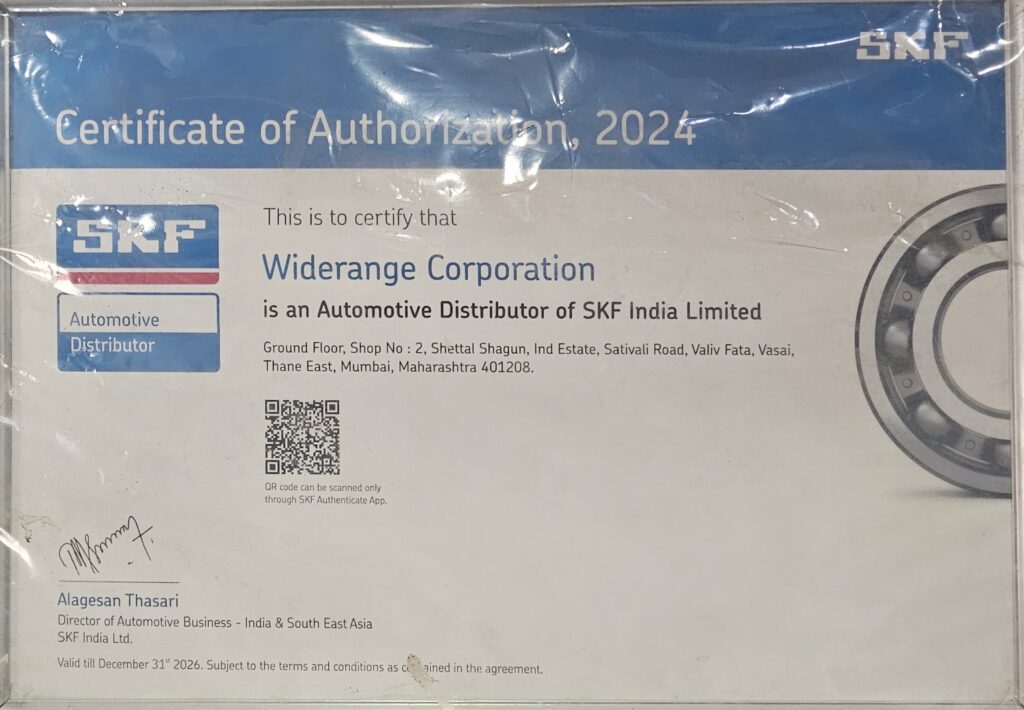 SKF
Certificate of Authorization, 2024
SKF
Automotive
Distributor
This is to certify that
Widerange Corporation
is an Automotive Distributor of SKF India Limited
Ground Floor, Shop No : 2, Shettal Shagun, Ind Estate, Sativali Road, Valiv Fata, Vasai,
Thane East, Mumbai, Maharashtra 401208.
QR code can be scanned only
through SKF Authenticate App.
Alagesan Thasari
Director of Automotive Business - India & South East Asia
SKF India Ltd.
Valid till December 31st 2026. Subject to the terms and conditions as contained in the agreement.